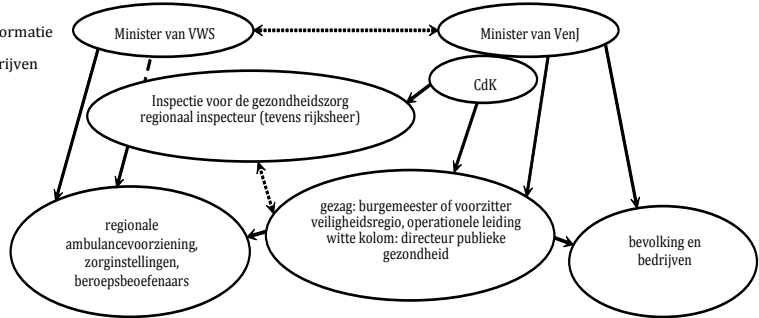 ormatie
rijven
Minister van VWS
Minister van VenJ
CdK
Inspectie voor de gezondheidszorg
regionaal inspecteur (tevens rijksheer)
gezag: burgemeester of voorzitter
veiligheidsregio, operationele leiding
witte kolom: directeur publieke
gezondheid
regionale
ambulancevoorziening,
zorginstellingen,
beroepsbeoefenaars
bevolking en
bedrijven